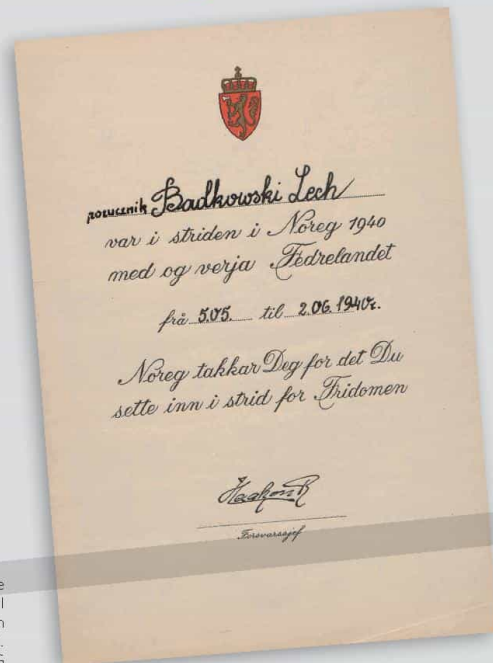 porucznik Badkowski Lech
var i striden i Noreg 1940
med og verja Fedrelandet
frå 5.05. til 2.06.1940r.
Noreg takkar Deg for det Du
sette inn i strid for Fridomen
Haakon R
Forsvarssjef